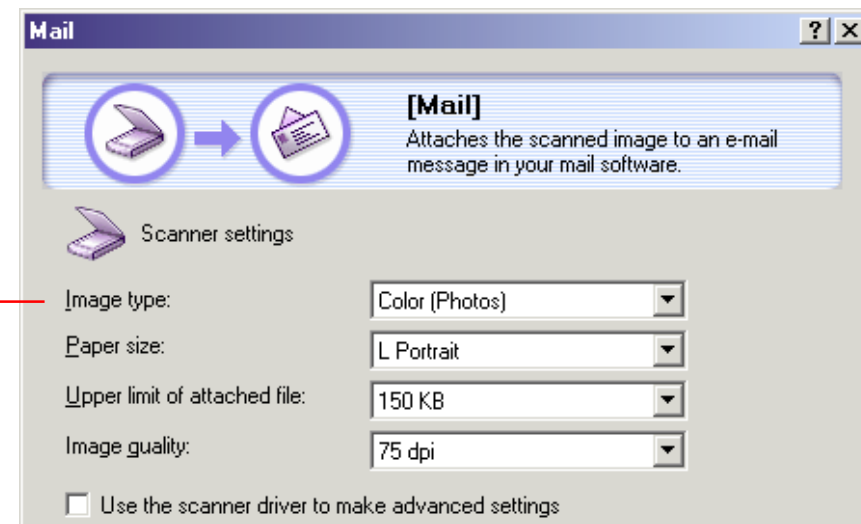 Mail
[Mail]
Attaches the scanned image to an e-mail
message in your mail software.
Scanner settings
Image type:
Color (Photos)
Paper size:
L Portrait
Upper limit of attached file:
150 KB
Image guality:
75 dpi
Use the scanner driver to make advanced settings